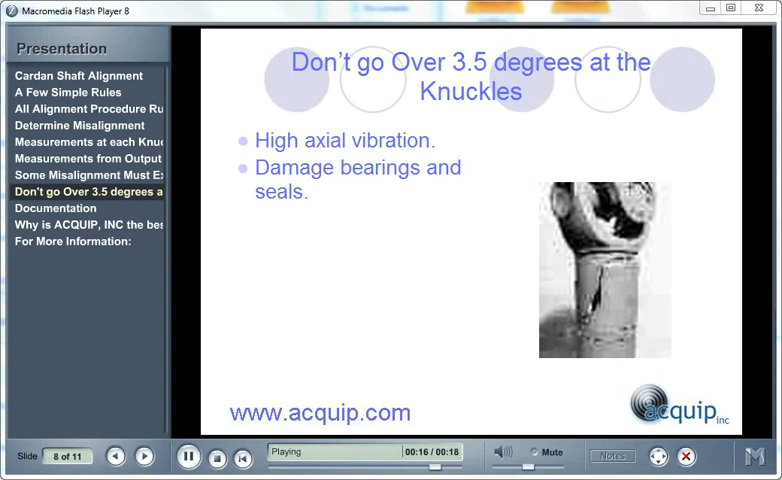 Macromedia Flash Player 8
Presentation
Cardan Shaft Alignment
A Few Simple Rules
All Alignment Procedure Ru
Determine Misalignment
Measurements at each Knuc
Measurements from Output
Some Misalignment Must Ex
Don't go Over 3.5 degrees a
Documentation
Why is ACQUIP, INC the bes
For More Information:
Don't go Over 3.5 degrees at the
Knuckles
High axial vibration.
Damage bearings and
seals.
www.acquip.com
acquip inc
Slide 8 of 11
Playing 00:16 / 00:18
Mute
Notes